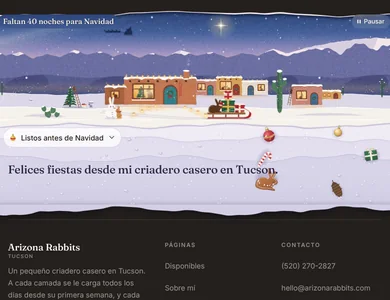 Faltan 40 noches para Navidad
Pausar
Listos antes de Navidad
Felices fiestas desde mi criadero casero en Tucson.
Arizona Rabbits
TUCSON
Un pequeño criadero casero en Tucson.
A cada camada se le carga todos los
días desde su primera semana, y cada
PÁGINAS
Disponibles
Sobre mí
CONTACTO
(520) 270-2827
hello@arizonarabbits.com